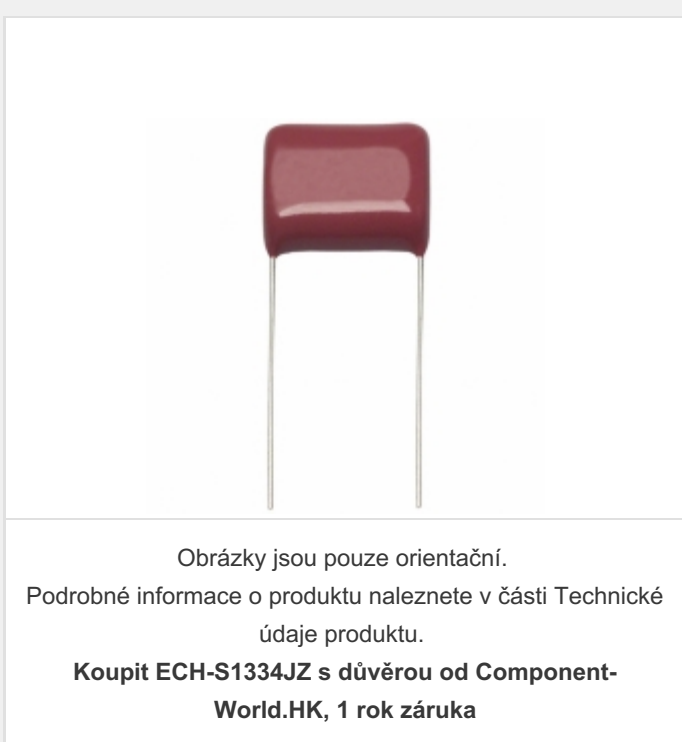 Obrázky jsou pouze orientační.
Podrobné informace o produktu naleznete v části Technické
údaje produktu.
Koupit ECH-S1334JZ s důvěrou od Component-
World.HK, 1 rok záruka